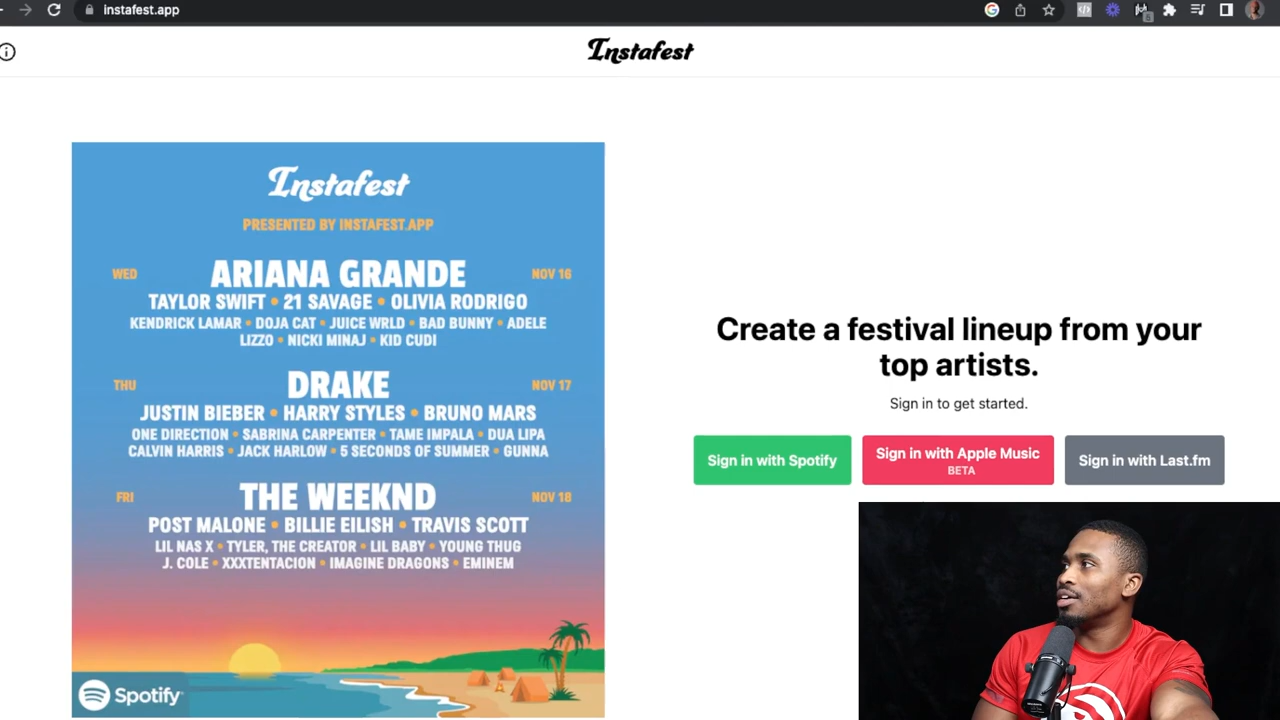 instafest.app
Instafest
Instafest
PRESENTED BY INSTAFEST.APP
WED ARIANA GRANDE NOV 16
TAYLOR SWIFT • 21 SAVAGE • OLIVIA RODRIGO
KENDRICK LAMAR • DOJA CAT • JUICE WRLD • BAD BUNNY • ADELE
LIZZO • NICKI MINAJ • KID CUDI
THU DRAKE NOV 17
JUSTIN BIEBER • HARRY STYLES • BRUNO MARS
ONE DIRECTION • SABRINA CARPENTER • TAME IMPALA • DUA LIPA
CALVIN HARRIS • JACK HARLOW • 5 SECONDS OF SUMMER • GUNNA
FRI THE WEEKND NOV 18
POST MALONE • BILLIE EILISH • TRAVIS SCOTT
LIL NAS X • TYLER, THE CREATOR • LIL BABY • YOUNG THUG
J. COLE • XXXTENTACION • IMAGINE DRAGONS • EMINEM
Spotify
Create a festival lineup from your
top artists.
Sign in to get started.
Sign in with Spotify
Sign in with Apple Music
BETA
Sign in with Last.fm